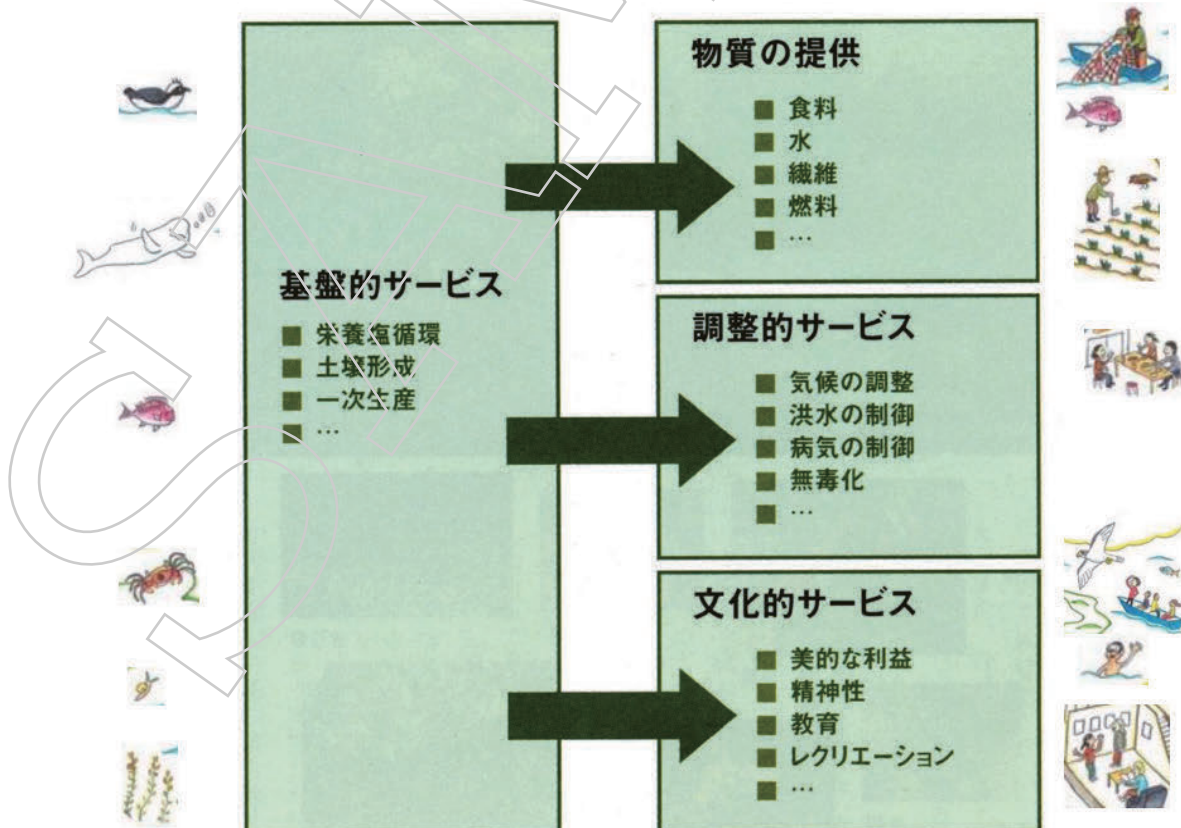 基盤的サービス
■ 栄養塩循環
■ 土壌形成
■ 一次生産
■ …
物質の提供
■ 食料
■ 水
■ 繊維
■ 燃料
■ …
調整的サービス
■ 気候の調整
■ 洪水の制御
■ 病気の制御
■ 無毒化
■ …
文化的サービス
■ 美的な利益
■ 精神性
■ 教育
■ レクリエーション
■ …